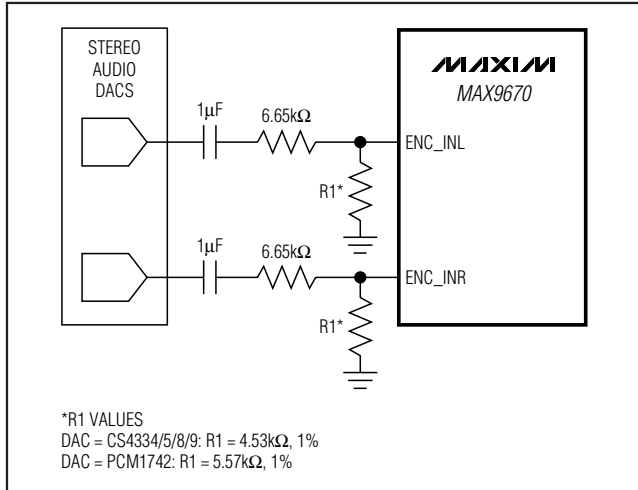 STEREO
AUDIO
DACS
MAXIM
MAX9670
1μF
6.65kΩ
ENC_INL
R1*
1μF
6.65kΩ
ENC_INR
R1*
*R1 VALUES
DAC = CS4334/5/8/9: R1 = 4.53kΩ, 1%
DAC = PCM1742: R1 = 5.57kΩ, 1%